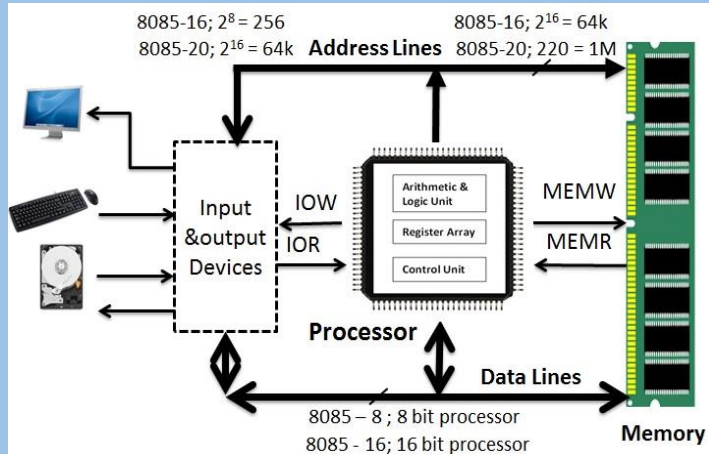 8085-16; 2⁸ = 256
8085-20; 2¹⁶ = 64k
Address Lines
8085-16; 2¹⁶ = 64k
8085-20; 220 = 1M
Input
&output
Devices
IOW
IOR
Arithmetic &
Logic Unit
Register Array
Control Unit
MEMW
MEMR
Processor
Data Lines
8085 – 8 ; 8 bit processor
8085 - 16; 16 bit processor
Memory